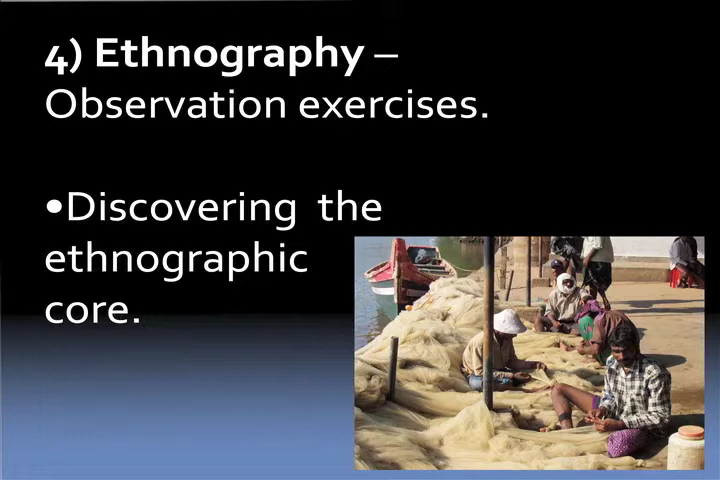 4) Ethnography –
Observation exercises.
•Discovering the
ethnographic
core.